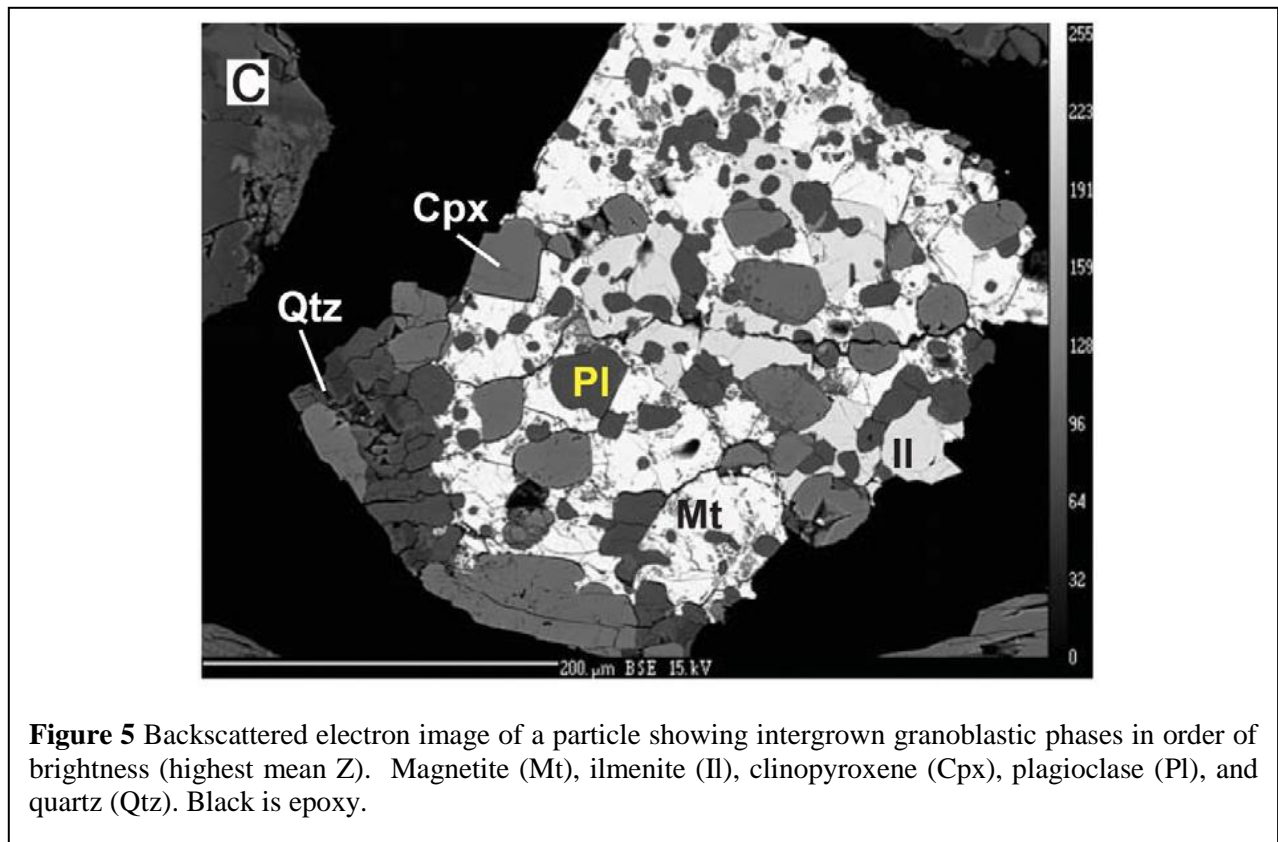 C
255
223
191
159
128
96
64
32
0
Cpx
Qtz
Pl
Il
Mt
200. µm BSE 15.kV
Figure 5 Backscattered electron image of a particle showing intergrown granoblastic phases in order of
brightness (highest mean Z).  Magnetite (Mt), ilmenite (Il), clinopyroxene (Cpx), plagioclase (Pl), and
quartz (Qtz). Black is epoxy.